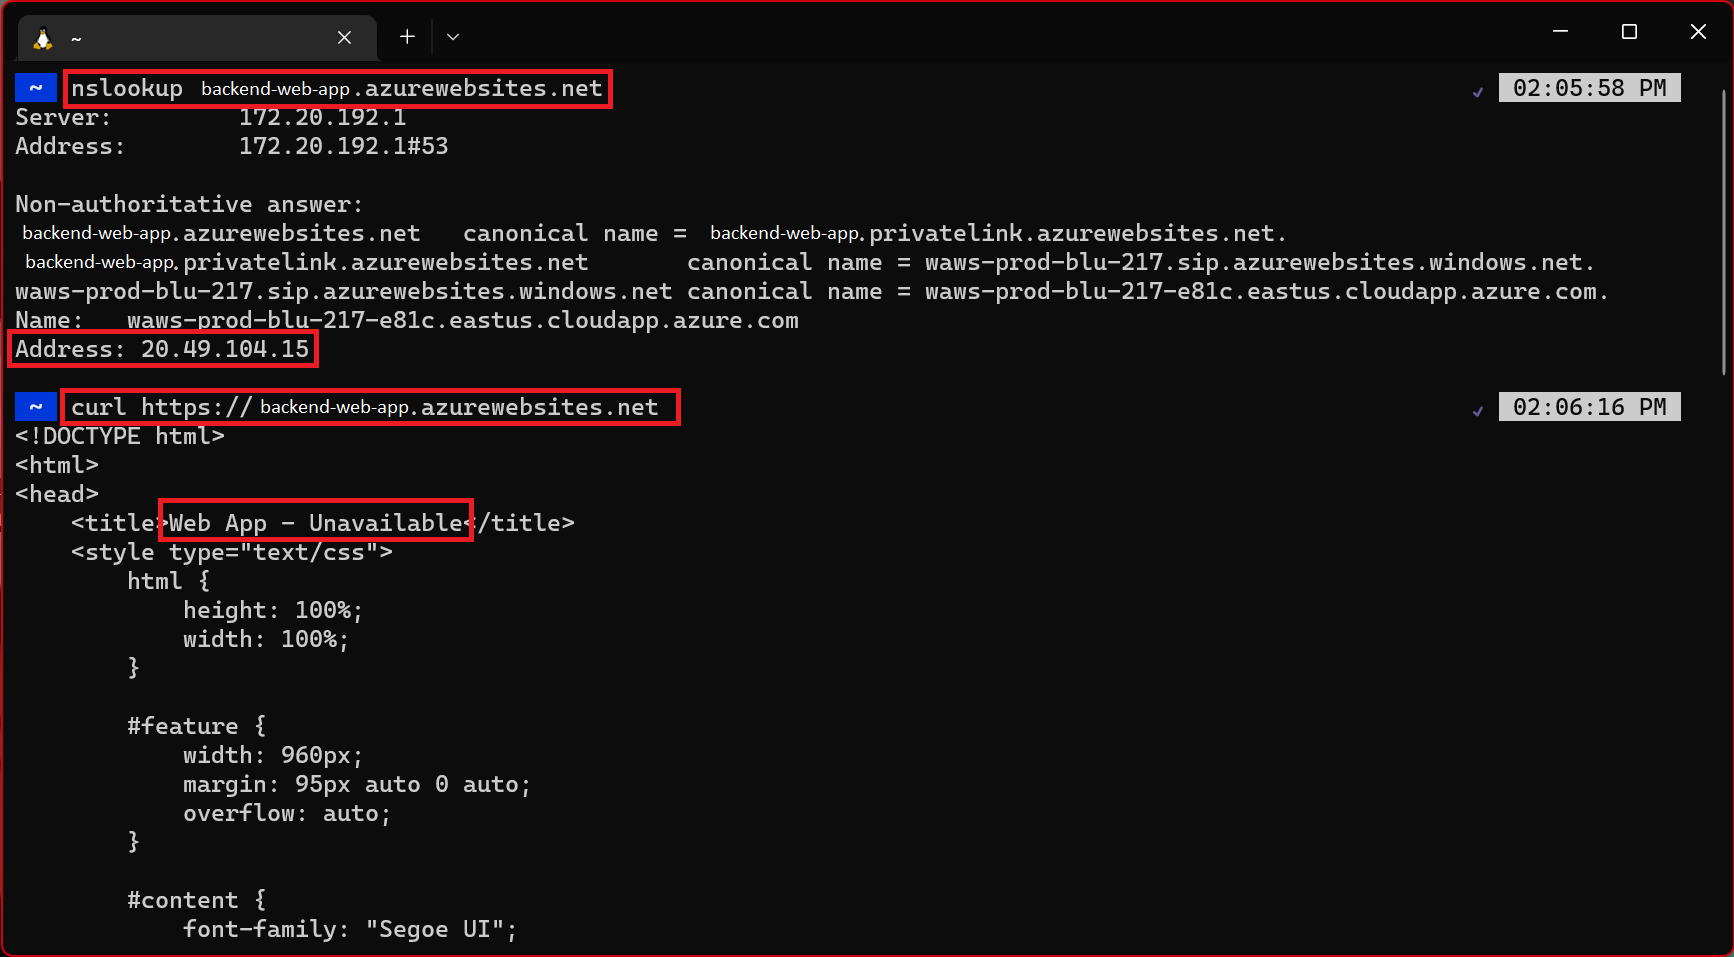 ~
~ nslookup backend-web-app.azurewebsites.net 02:05:58 PM
Server: 172.20.192.1
Address: 172.20.192.1#53
Non-authoritative answer:
backend-web-app.azurewebsites.net canonical name = backend-web-app.privatelink.azurewebsites.net.
backend-web-app.privatelink.azurewebsites.net canonical name = waws-prod-blu-217.sip.azurewebsites.windows.net.
waws-prod-blu-217.sip.azurewebsites.windows.net canonical name = waws-prod-blu-217-e81c.eastus.cloudapp.azure.com.
Name: waws-prod-blu-217-e81c.eastus.cloudapp.azure.com
Address: 20.49.104.15
~ curl https://backend-web-app.azurewebsites.net 02:06:16 PM
<!DOCTYPE html>
<html>
<head>
<title>Web App - Unavailable</title>
<style type="text/css">
html {
height: 100%;
width: 100%;
}
#feature {
width: 960px;
margin: 95px auto 0 auto;
overflow: auto;
}
#content {
font-family: "Segoe UI";